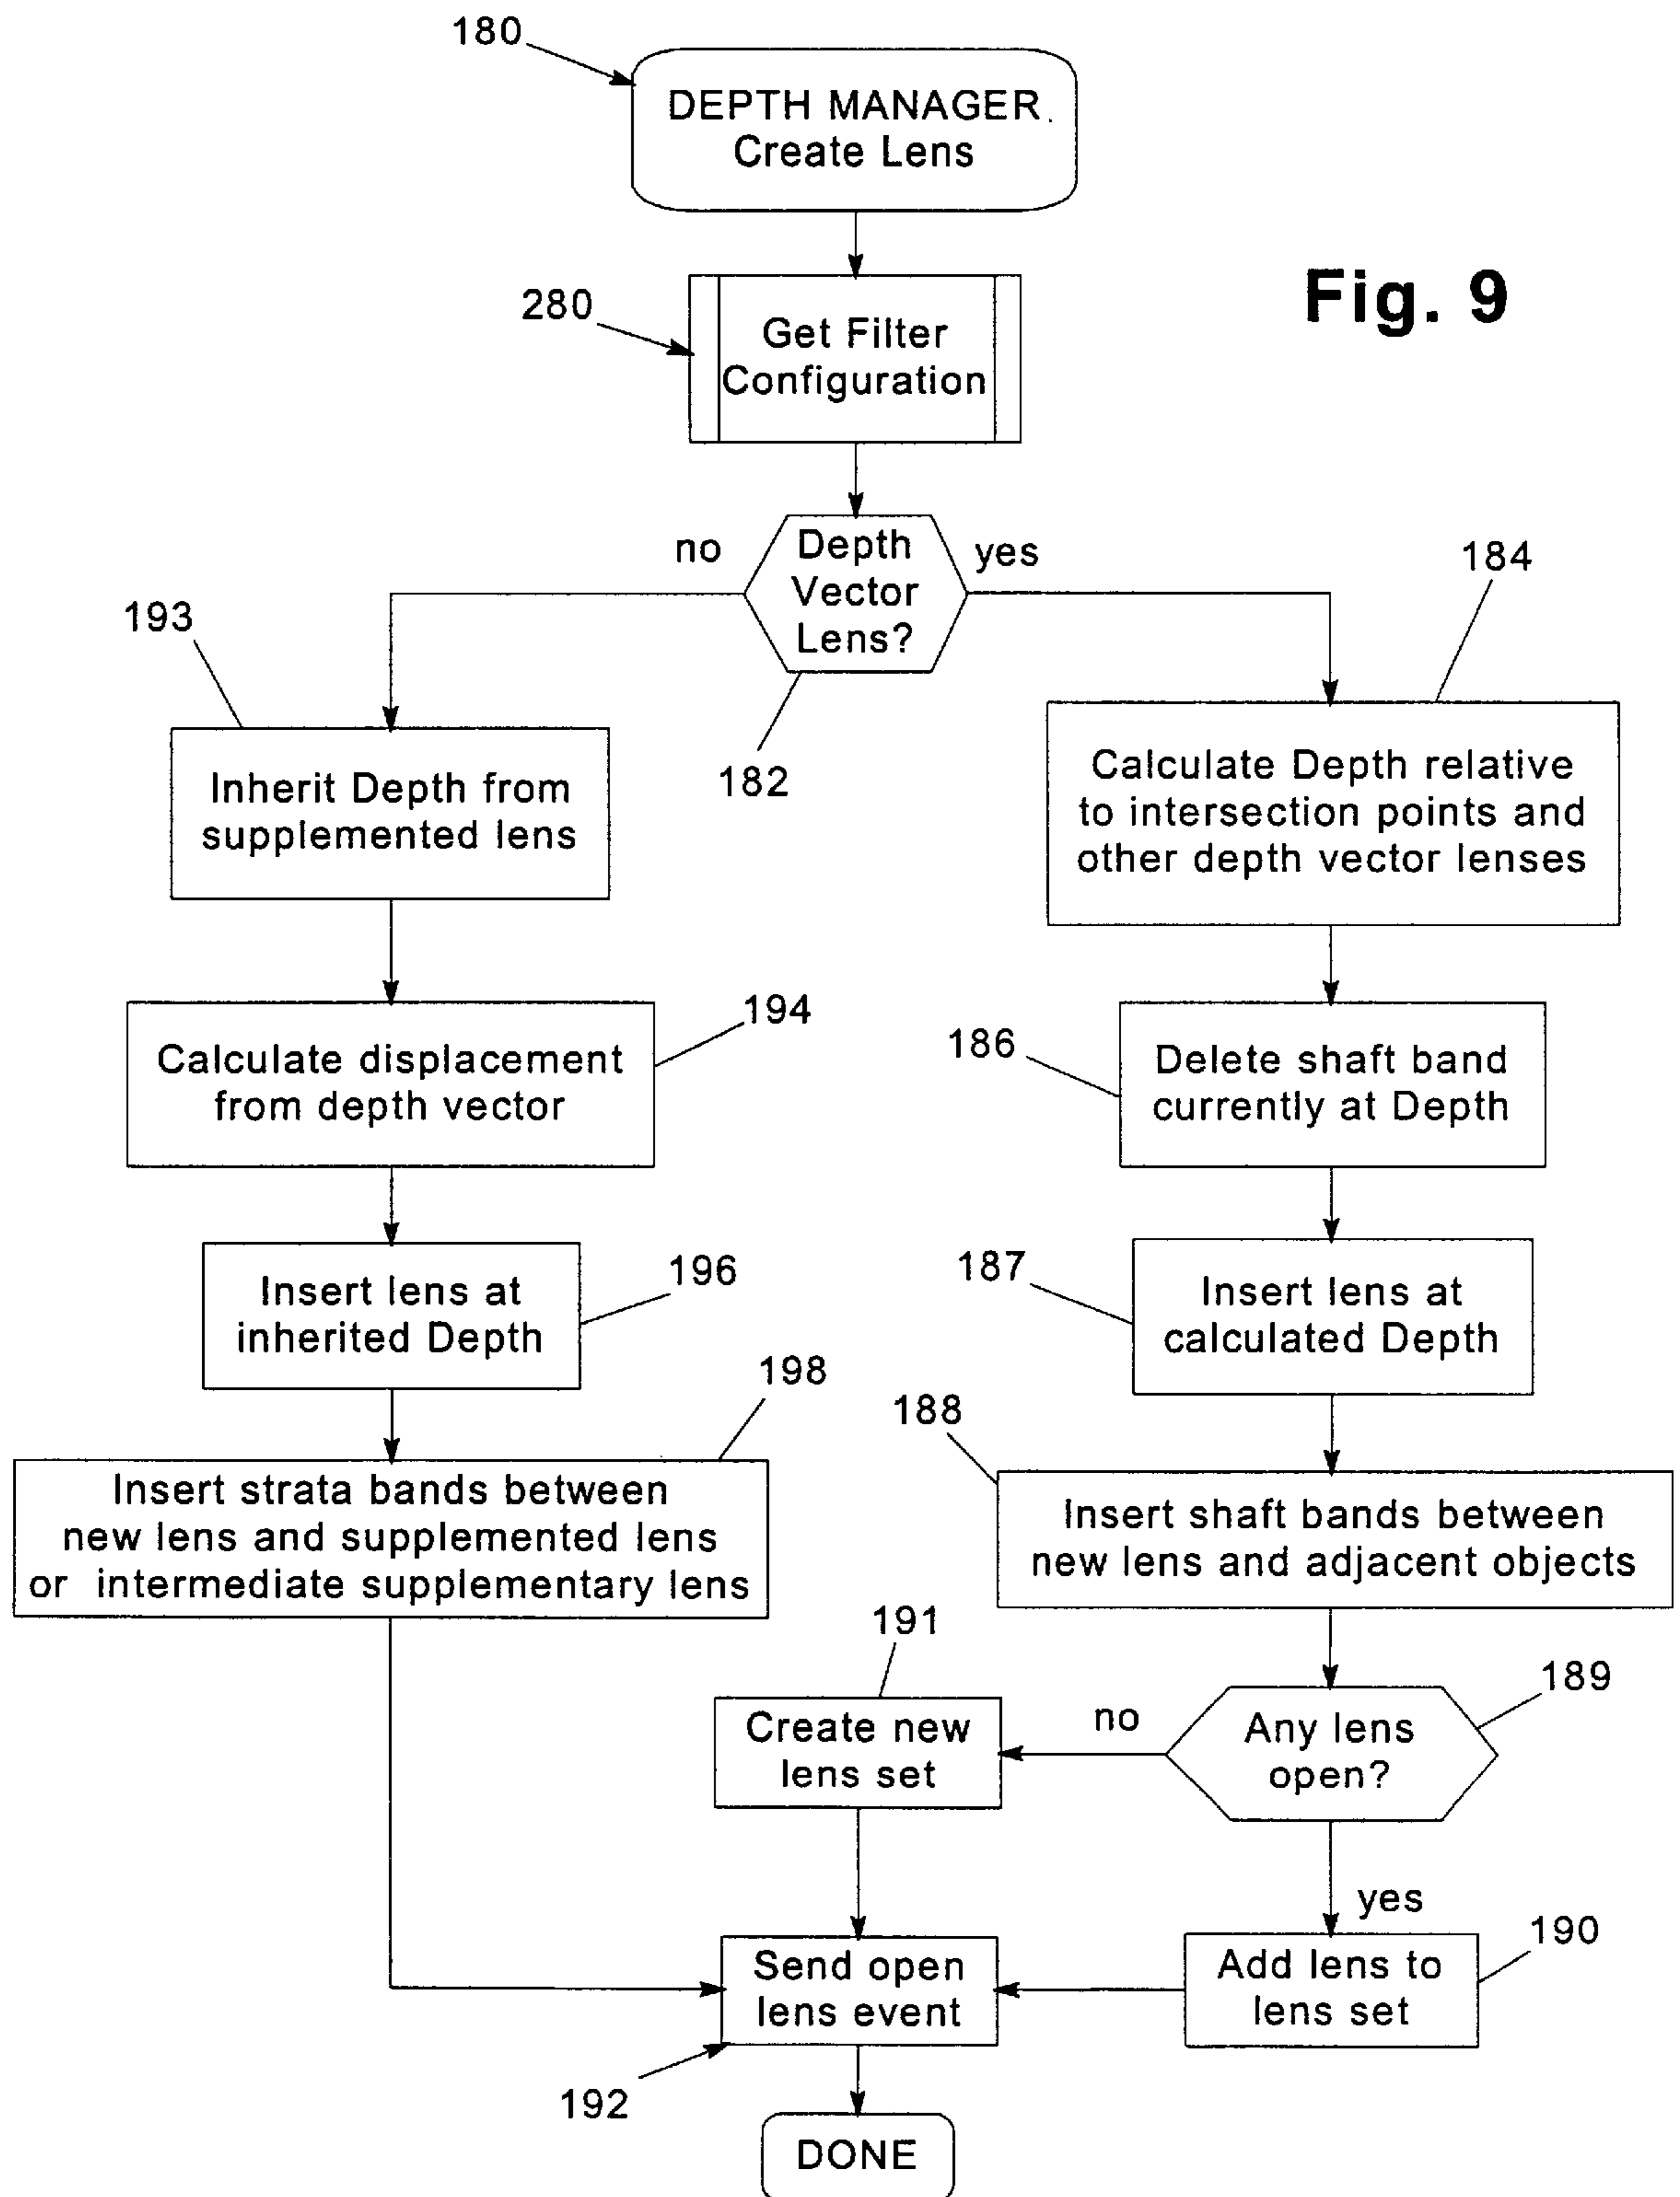 180
DEPTH MANAGER
Create Lens
Fig. 9
280
Get Filter
Configuration
no
Depth
Vector
Lens?
yes
184
193
182
Inherit Depth from
supplemented lens
Calculate Depth relative
to intersection points and
other depth vector lenses
194
Calculate displacement
from depth vector
186
Delete shaft band
currently at Depth
196
Insert lens at
inherited Depth
187
Insert lens at
calculated Depth
198
188
Insert strata bands between
new lens and supplemented lens
or intermediate supplementary lens
Insert shaft bands between
new lens and adjacent objects
191
189
Create new
lens set
no
Any lens
open?
yes
190
Send open
lens event
Add lens to
lens set
192
DONE